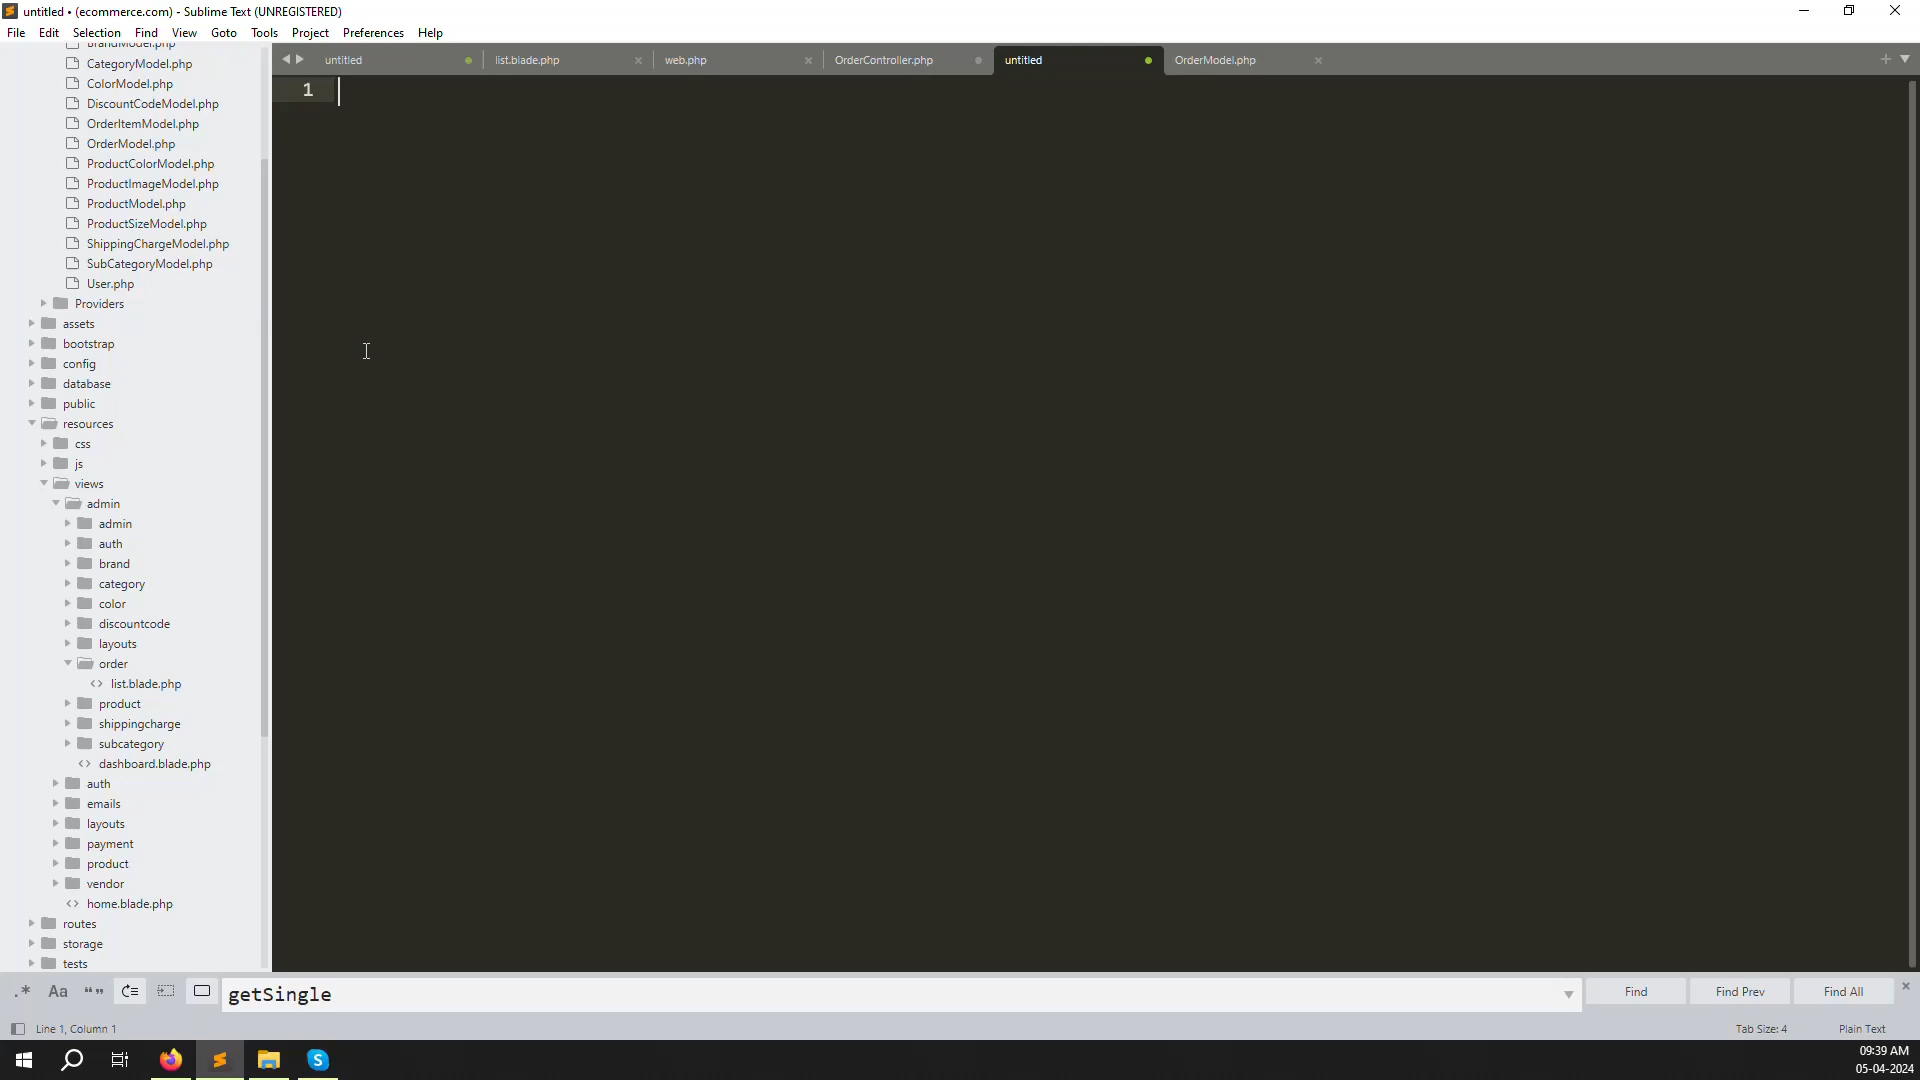 untitled • (ecommerce.com) - Sublime Text (UNREGISTERED)
File Edit Selection Find View Goto Tools Project Preferences Help
untitled list.blade.php web.php OrderController.php untitled OrderModel.php
BrandModel.php
CategoryModel.php
ColorModel.php
DiscountCodeModel.php
OrderItemModel.php
OrderModel.php
ProductColorModel.php
ProductImageModel.php
ProductModel.php
ProductSizeModel.php
ShippingChargeModel.php
SubCategoryModel.php
User.php
Providers
assets
bootstrap
config
database
public
resources
css
js
views
admin
admin
auth
brand
category
color
discountcode
layouts
order
list.blade.php
product
shippingcharge
subcategory
dashboard.blade.php
auth
emails
layouts
payment
product
vendor
home.blade.php
routes
storage
tests
1
.* Aa “” getSingle Find Find Prev Find All
Line 1, Column 1 Tab Size: 4 Plain Text
09:39 AM
05-04-2024